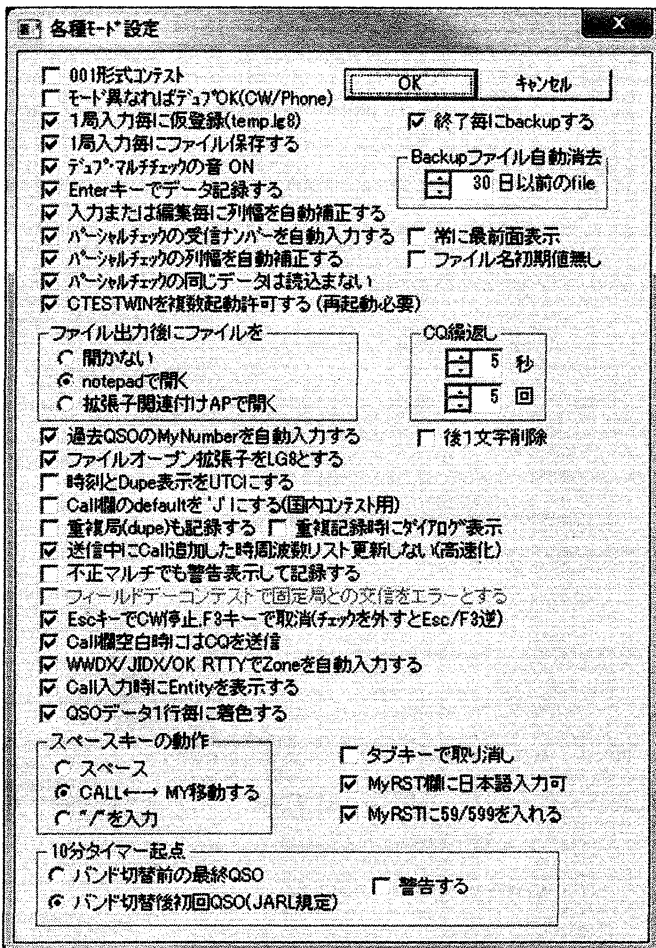 各種ﾓｰﾄﾞ設定
001形式コンテスト
OK
キャンセル
ﾓｰﾄﾞ異なればﾃﾞｭﾌﾟOK(CW/Phone)
1局入力毎に仮登録(temp.lg8)
終了毎にbackupする
1局入力毎にファイル保存する
ﾃﾞｭﾌﾟ･ﾏﾙﾁﾁｪｯｸの音 ON
Backupファイル自動消去
Enterキーでデータ記録する
30 日以前のfile
入力または編集毎に列幅を自動補正する
ﾊﾟｰｼｬﾙﾁｪｯｸの受信ﾅﾝﾊﾞｰを自動入力する
常に最前面表示
ﾊﾟｰｼｬﾙﾁｪｯｸの列幅を自動補正する
ファイル名初期値無し
ﾊﾟｰｼｬﾙﾁｪｯｸの同じデータは読込まない
CTESTWINを複数起動許可する (再起動必要)
ファイル出力後にファイルを
開かない
notepadで開く
拡張子関連付けAPで開く
CQ繰返し
5 秒
5 回
過去QSOのMyNumberを自動入力する
後1文字削除
ファイルオープン拡張子をLG8とする
時刻とDupe表示をUTCにする
Call欄のdefaultを 'J' にする(国内ｺﾝﾃｽﾄ用)
重複局(dupe)も記録する
重複記録時にﾀﾞｲｱﾛｸﾞ表示
送信中にCall追加した時周波数リスト更新しない(高速化)
不正マルチでも警告表示して記録する
フィールドデーコンテストで固定局との交信をエラーとする
EscキーでCW停止,F3キーで取消(ﾁｪｯｸを外すとEsc/F3逆)
Call欄空白時にはCQを送信
WWDX/JIDX/OK RTTYでZoneを自動入力する
Call入力時にEntityを表示する
QSOデータ1行毎に着色する
スペースキーの動作
スペース
CALL←→ MY移動する
"/"を入力
タブキーで取り消し
MyRST欄に日本語入力可
MyRSTに59/599を入れる
10分タイマー起点
バンド切替前の最終QSO
バンド切替後初回QSO(JARL規定)
警告する